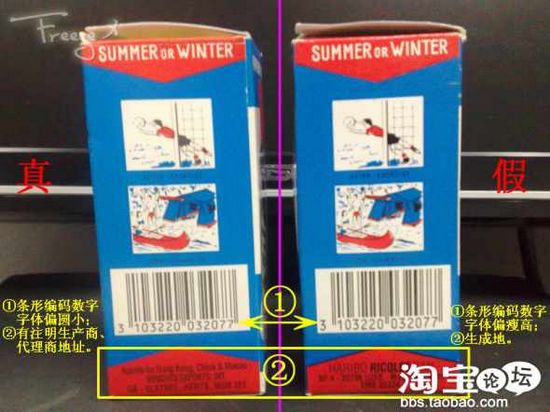 Freeze
SUMMER OR WINTER
SUMMER OR WINTER
真
假
①条形编码数字
字体偏圆小；
②有注明生产商、
代理商地址。
①
①条形编码数字
字体偏瘦高；
②生成地。
3 103220 032077
3 103220 032077
②
HARIBO RICQLES
淘宝论坛
bbs.taobao.com